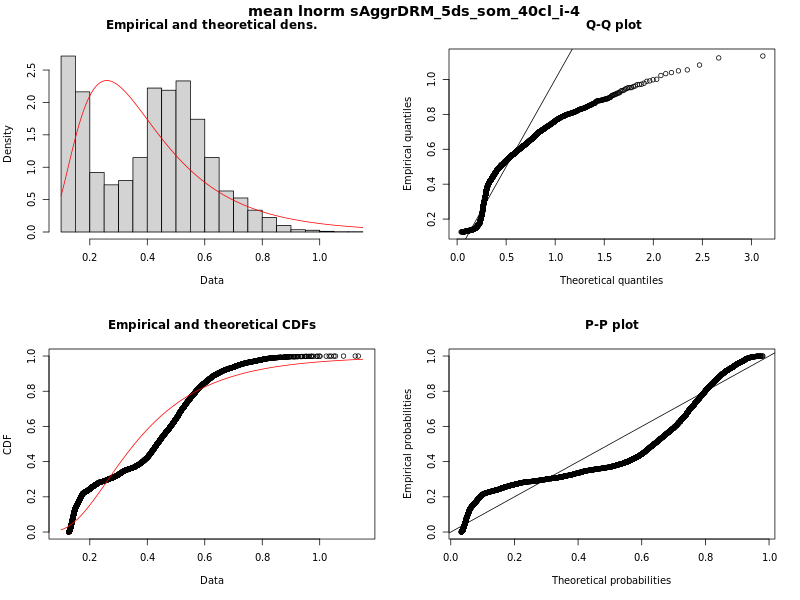 mean lnorm sAggrDRM_5ds_som_40cl_i-4
Empirical and theoretical dens.
Density
0.0 0.5 1.0 1.5 2.0 2.5
0.2 0.4 0.6 0.8 1.0
Data
Q-Q plot
Empirical quantiles
0.2 0.4 0.6 0.8 1.0
0.0 0.5 1.0 1.5 2.0 2.5 3.0
Theoretical quantiles
Empirical and theoretical CDFs
CDF
0.0 0.2 0.4 0.6 0.8 1.0
0.2 0.4 0.6 0.8 1.0
Data
P-P plot
Empirical probabilities
0.0 0.2 0.4 0.6 0.8 1.0
0.0 0.2 0.4 0.6 0.8 1.0
Theoretical probabilities